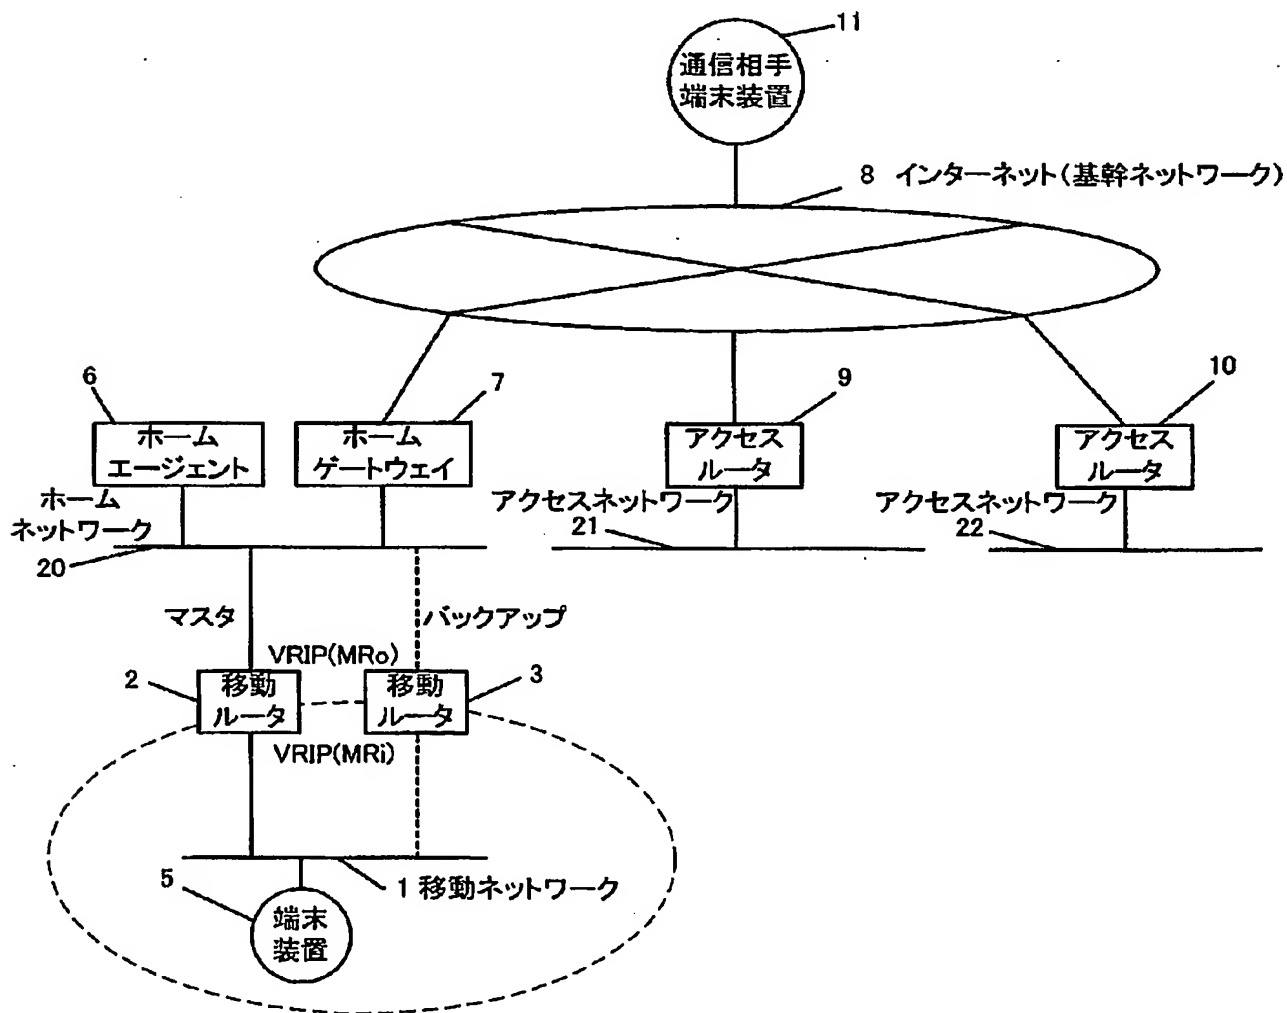 11
通信相手
端末装置
8 インターネット(基幹ネットワーク)
6
7
9
10
ホーム
エージェント
ホーム
ゲートウェイ
アクセス
ルータ
アクセス
ルータ
ホーム
ネットワーク
20
アクセスネットワーク
21
アクセスネットワーク
22
マスタ
バックアップ
VRIP(MRo)
2
移動
ルータ
移動
ルータ
3
VRIP(MRi)
5
1 移動ネットワーク
端末
装置